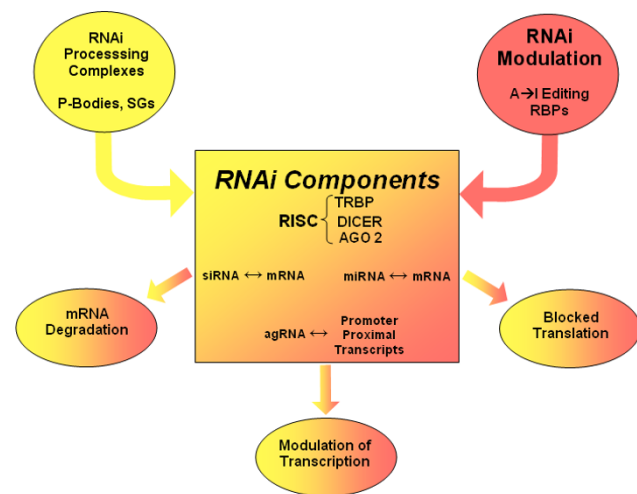 RNAi
Processsing
Complexes
P-Bodies, SGs
RNAi
Modulation
A→I Editing
RBPs
RNAi Components
RISC
TRBP
DICER
AGO 2
siRNA ↔ mRNA
miRNA ↔ mRNA
agRNA ↔
Promoter
Proximal
Transcripts
mRNA
Degradation
Blocked
Translation
Modulation of
Transcription